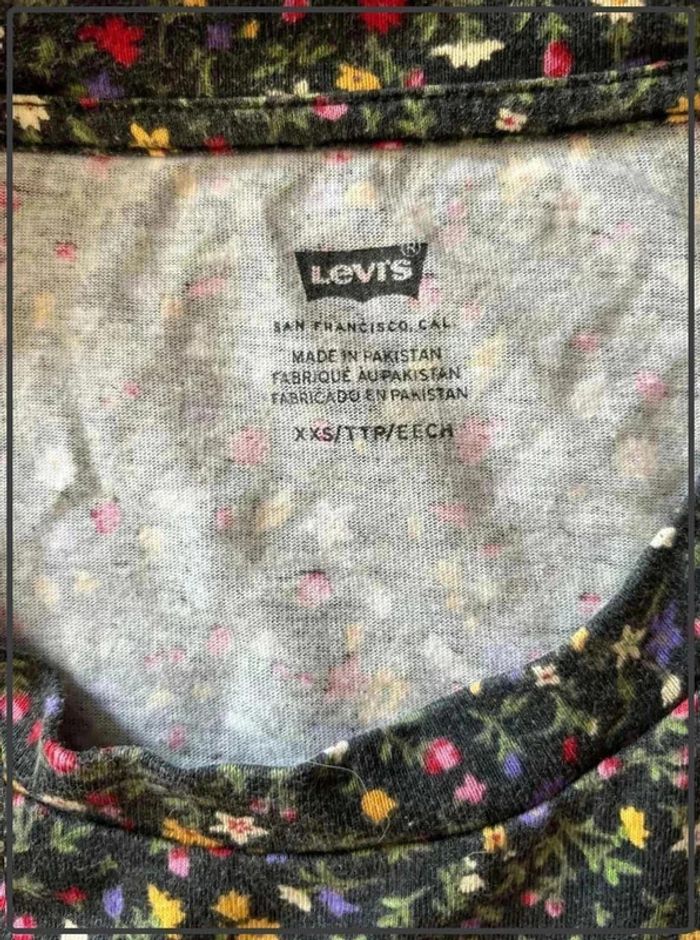 Levi's®
SAN FRANCISCO, CAL.
MADE IN PAKISTAN
FABRIQUÉ AU PAKISTAN
FABRICADO EN PAKISTAN
XXS/TTP/EECH